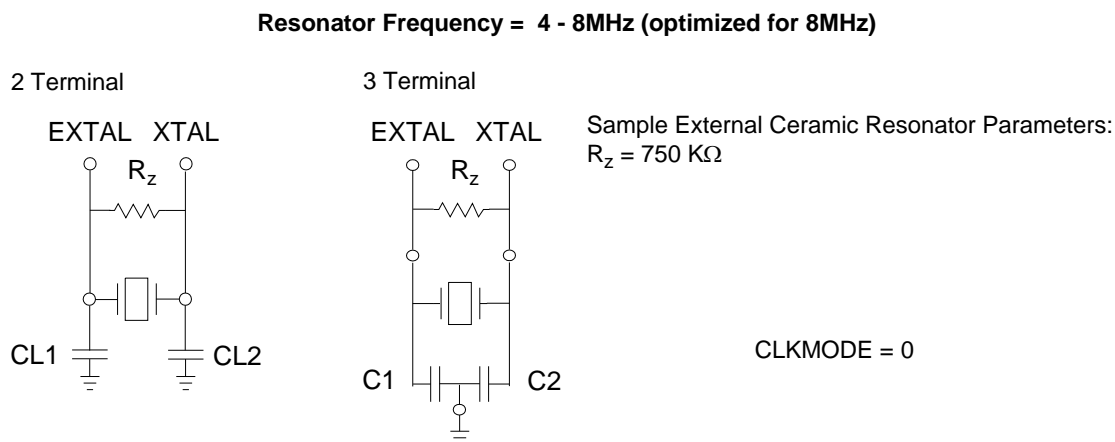 Resonator Frequency = 4 - 8MHz (optimized for 8MHz)
2 Terminal
EXTAL XTAL
Rz
CL1
CL2
3 Terminal
EXTAL XTAL
Rz
C1
C2
Sample External Ceramic Resonator Parameters:
Rz = 750 KΩ
CLKMODE = 0